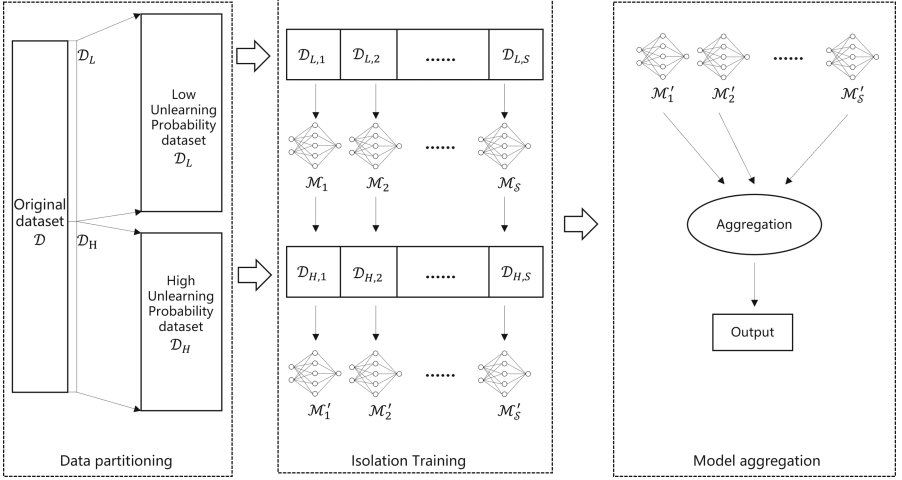 Original
dataset
𝒟
𝒟_L
𝒟_H
Low
Unlearning
Probability
dataset
𝒟_L
High
Unlearning
Probability
dataset
𝒟_H
Data partitioning
𝒟_{L,1} 𝒟_{L,2} ...... 𝒟_{L,S}
ℳ_1 ℳ_2 ...... ℳ_𝒮
𝒟_{H,1} 𝒟_{H,2} ...... 𝒟_{H,S}
ℳ′_1 ℳ′_2 ...... ℳ′_𝒮
Isolation Training
ℳ′_1 ℳ′_2 ...... ℳ′_𝒮
Aggregation
Output
Model aggregation